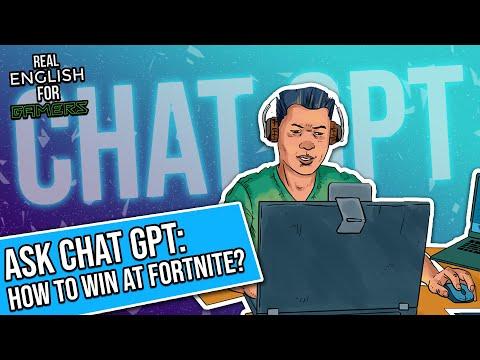 REAL
ENGLISH
FOR
GAMERS
CHAT GPT
ASK CHAT GPT:
HOW TO WIN AT FORTNITE?